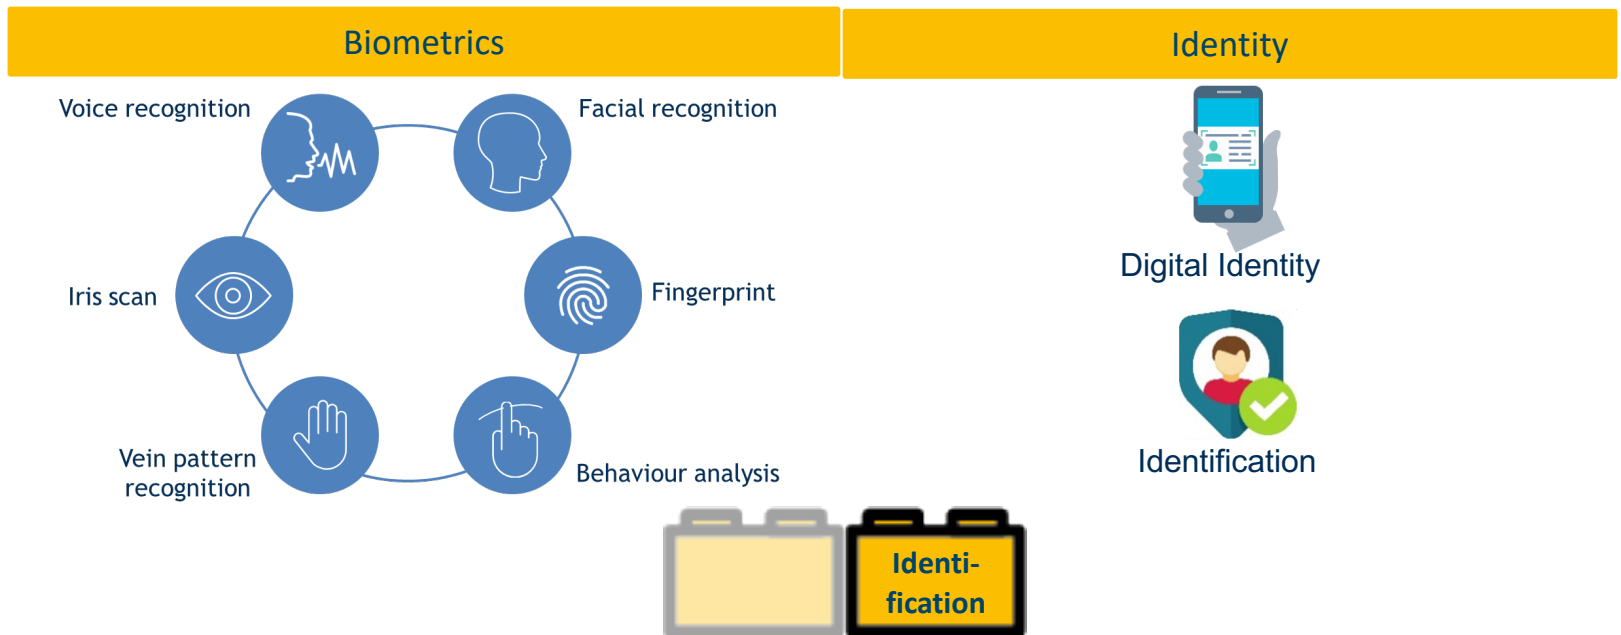 Biometrics
Identity
Voice recognition
Facial recognition
Iris scan
Fingerprint
Vein pattern
recognition
Behaviour analysis
Digital Identity
Identification
Identi-
fication